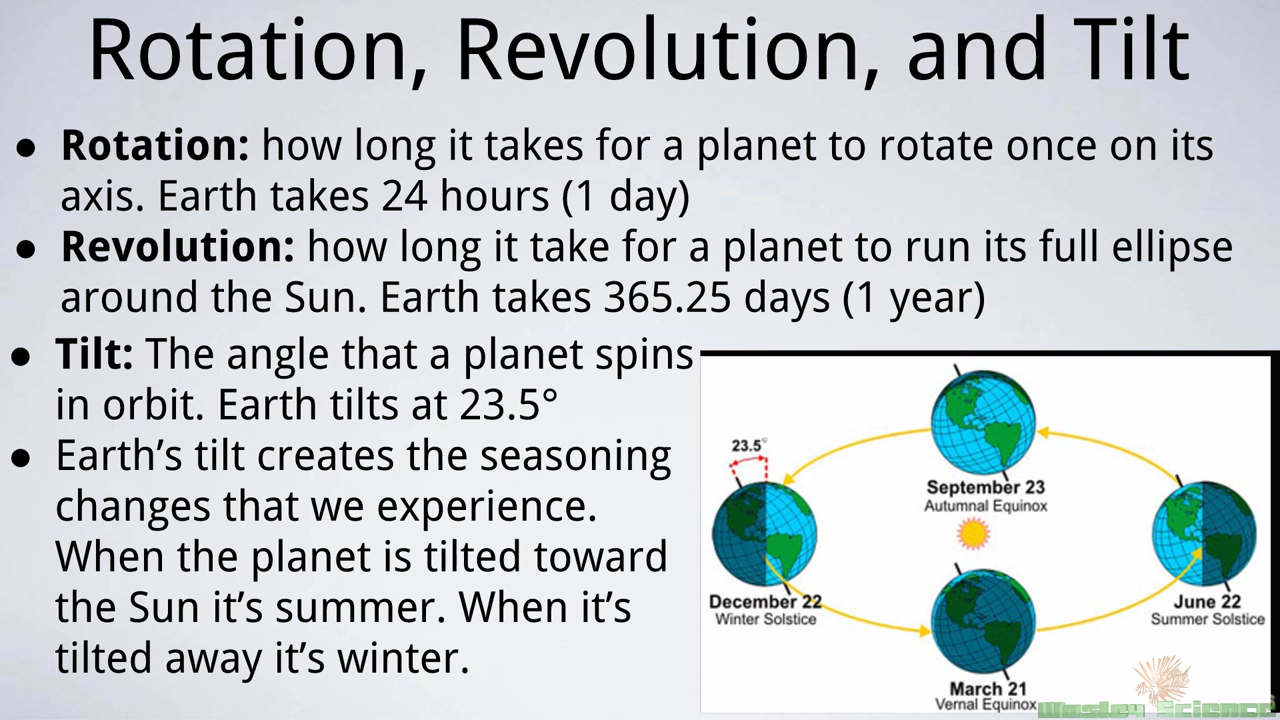 Rotation, Revolution, and Tilt
● Rotation: how long it takes for a planet to rotate once on its
axis. Earth takes 24 hours (1 day)
● Revolution: how long it take for a planet to run its full ellipse
around the Sun. Earth takes 365.25 days (1 year)
● Tilt: The angle that a planet spins
in orbit. Earth tilts at 23.5°
● Earth’s tilt creates the seasoning
changes that we experience.
When the planet is tilted toward
the Sun it’s summer. When it’s
tilted away it’s winter.
23.5°
September 23
Autumnal Equinox
December 22
Winter Solstice
June 22
Summer Solstice
March 21
Vernal Equinox
Wesley Science